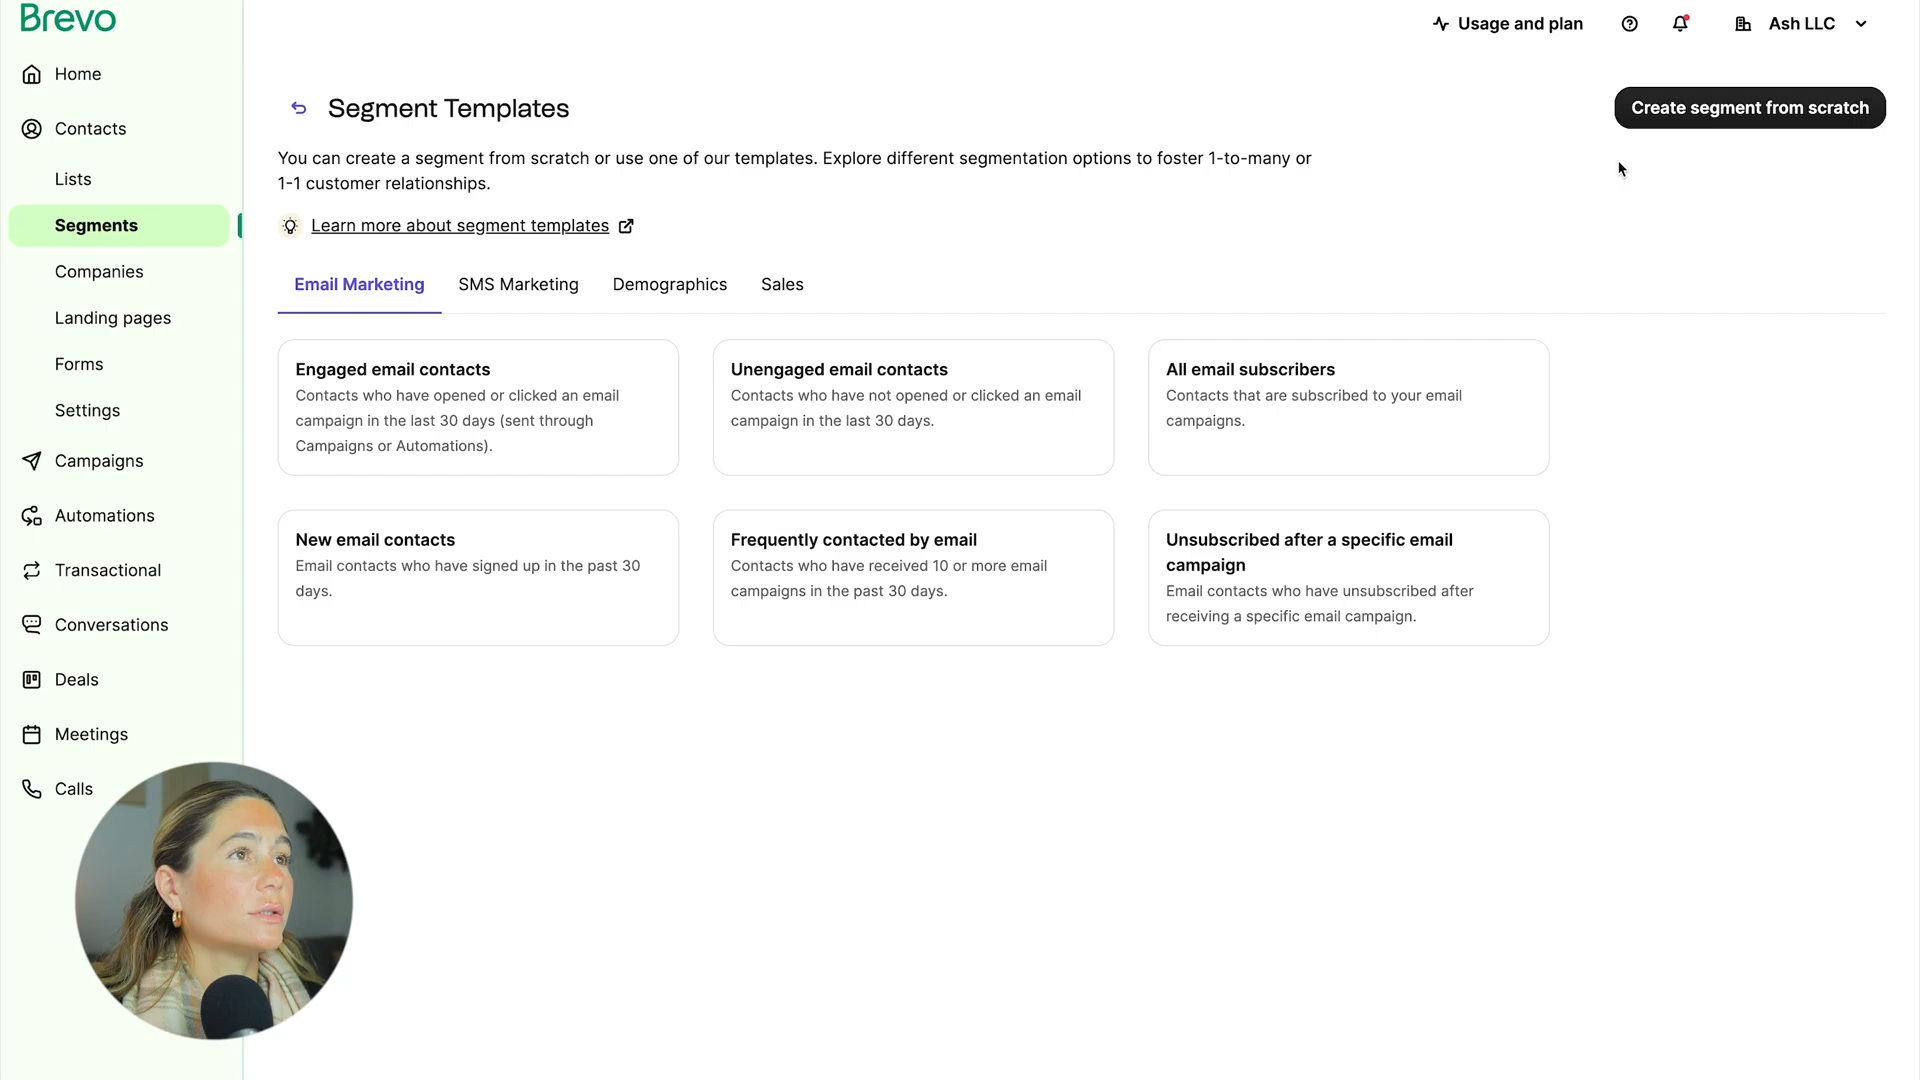 Brevo
Usage and plan
Ash LLC
Home
Contacts
Lists
Segments
Companies
Landing pages
Forms
Settings
Campaigns
Automations
Transactional
Conversations
Deals
Meetings
Calls
Segment Templates
Create segment from scratch
You can create a segment from scratch or use one of our templates. Explore different segmentation options to foster 1-to-many or
1-1 customer relationships.
Learn more about segment templates
Email Marketing
SMS Marketing
Demographics
Sales
Engaged email contacts
Contacts who have opened or clicked an email
campaign in the last 30 days (sent through
Campaigns or Automations).
Unengaged email contacts
Contacts who have not opened or clicked an email
campaign in the last 30 days.
All email subscribers
Contacts that are subscribed to your email
campaigns.
New email contacts
Email contacts who have signed up in the past 30
days.
Frequently contacted by email
Contacts who have received 10 or more email
campaigns in the past 30 days.
Unsubscribed after a specific email
campaign
Email contacts who have unsubscribed after
receiving a specific email campaign.